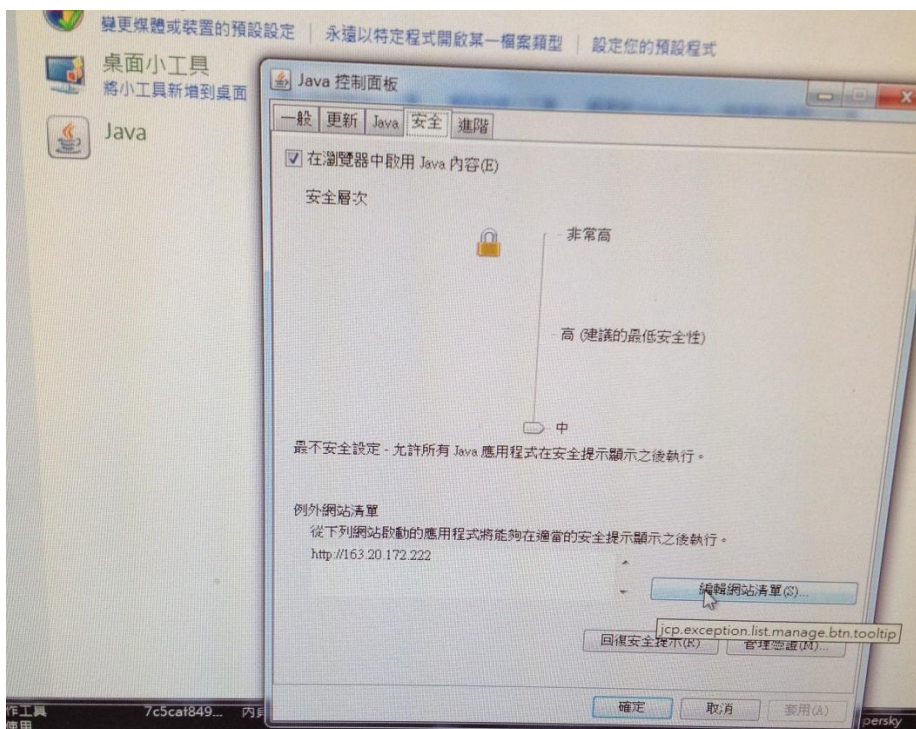 變更媒體或裝置的預設設定 | 永遠以特定程式開啟某一檔案類型 | 設定您的預設程式
桌面小工具
將小工具新增到桌面
Java
Java 控制面板
一般 更新 Java 安全 進階
在瀏覽器中啟用 Java 內容(E)
安全層次
非常高
高 (建議的最低安全性)
中
最不安全設定 - 允許所有 Java 應用程式在安全提示顯示之後執行。
例外網站清單
從下列網站啟動的應用程式將能夠在適當的安全提示顯示之後執行。
http://163.20.172.222
編輯網站清單(S)...
jcp.exception.list.manage.btn.tooltip
回復安全提示(R) 管理憑證(M)...
確定 取消 套用(A)
作工具 7c5caf849... 內
使用 persky